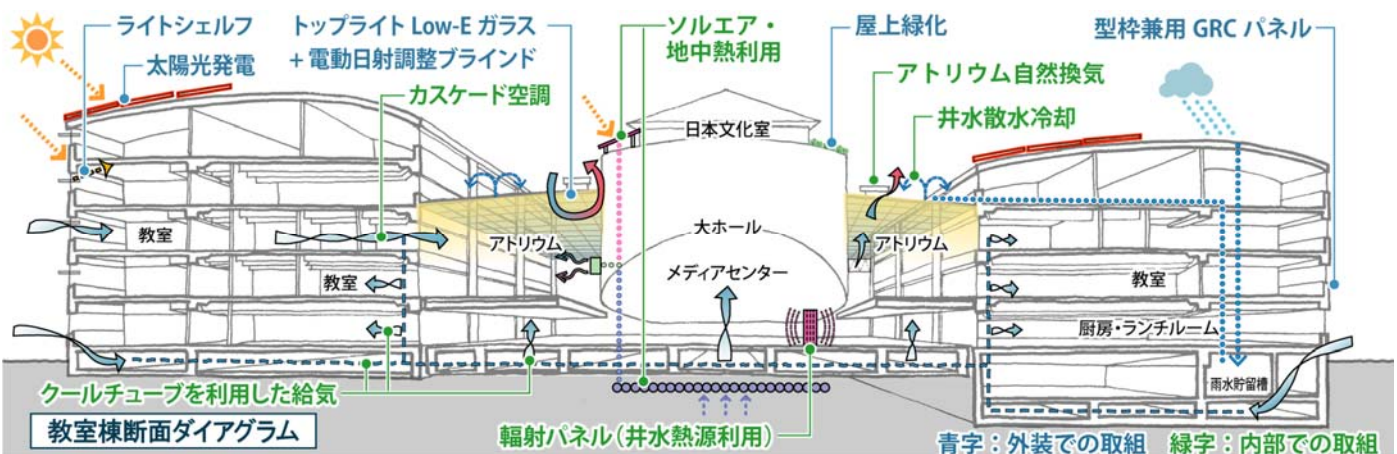 ライトシェルフ
太陽光発電
トップライト Low-E ガラス
+ 電動日射調整ブラインド
カスケード空調
ソルエア・
地中熱利用
屋上緑化
アトリウム自然換気
井水散水冷却
型枠兼用 GRC パネル
日本文化室
教室
アトリウム
大ホール
アトリウム
メディアセンター
教室
教室
厨房・ランチルーム
雨水貯留槽
クールチューブを利用した給気
教室棟断面ダイアグラム
輻射パネル(井水熱源利用)
青字:外装での取組 緑字:内部での取組